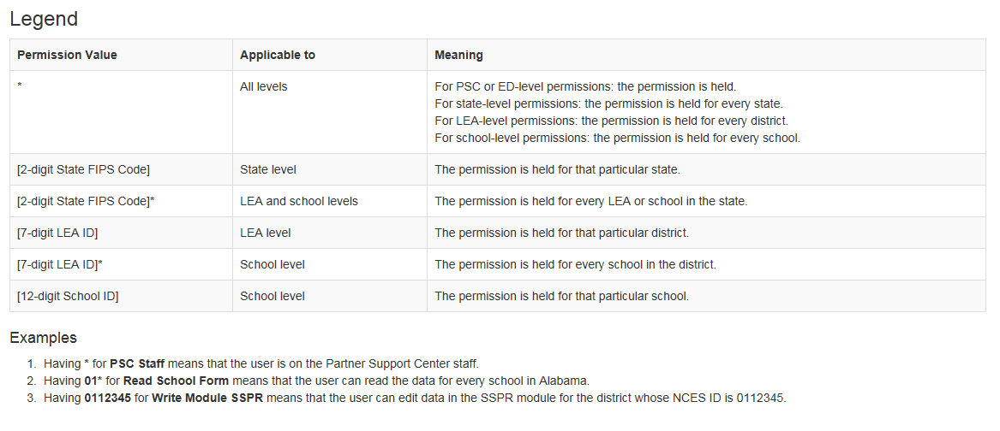 Legend
Permission Value Applicable to Meaning
* All levels For PSC or ED-level permissions: the permission is held.
For state-level permissions: the permission is held for every state.
For LEA-level permissions: the permission is held for every district.
For school-level permissions: the permission is held for every school.
[2-digit State FIPS Code] State level The permission is held for that particular state.
[2-digit State FIPS Code]* LEA and school levels The permission is held for every LEA or school in the state.
[7-digit LEA ID] LEA level The permission is held for that particular district.
[7-digit LEA ID]* School level The permission is held for every school in the district.
[12-digit School ID] School level The permission is held for that particular school.
Examples
1. Having * for PSC Staff means that the user is on the Partner Support Center staff.
2. Having 01* for Read School Form means that the user can read the data for every school in Alabama.
3. Having 0112345 for Write Module SSPR means that the user can edit data in the SSPR module for the district whose NCES ID is 0112345.